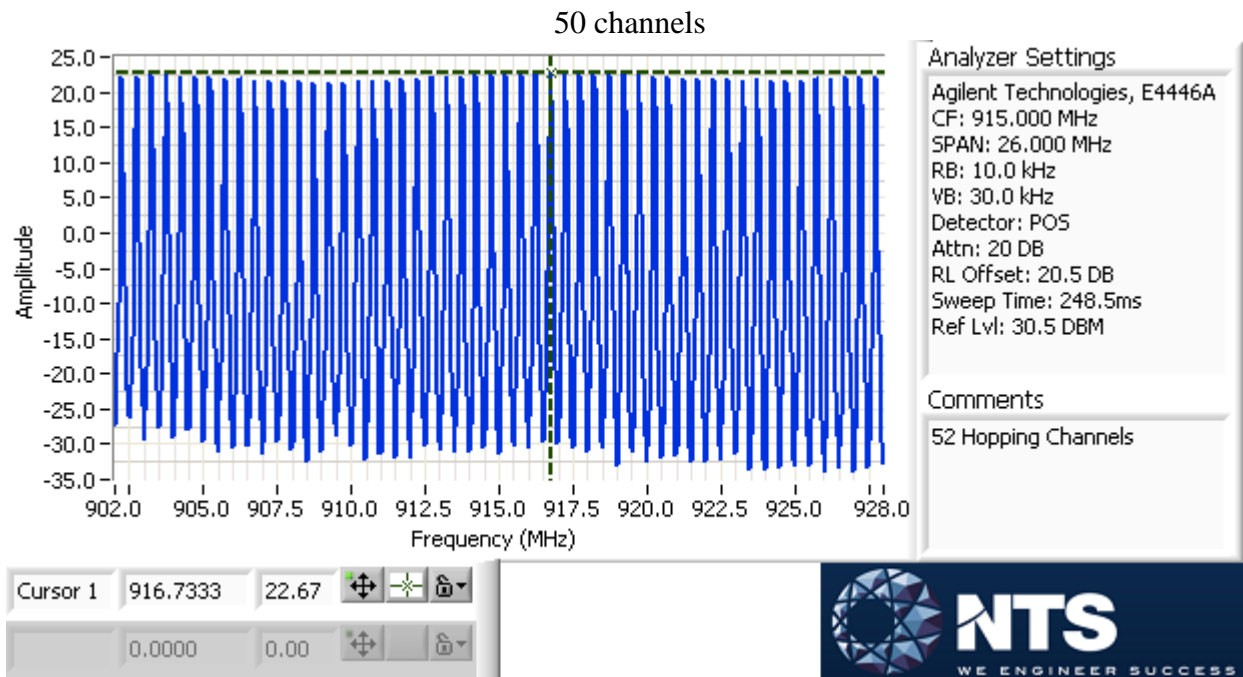 50 channels
25.0
20.0
15.0
10.0
5.0
0.0
-5.0
-10.0
-15.0
-20.0
-25.0
-30.0
-35.0
Amplitude
902.0 905.0 907.5 910.0 912.5 915.0 917.5 920.0 922.5 925.0 928.0
Frequency (MHz)
Analyzer Settings
Agilent Technologies, E4446A
CF: 915.000 MHz
SPAN: 26.000 MHz
RB: 10.0 kHz
VB: 30.0 kHz
Detector: POS
Attn: 20 DB
RL Offset: 20.5 DB
Sweep Time: 248.5ms
Ref Lvl: 30.5 DBM
Comments
52 Hopping Channels
Cursor 1 916.7333 22.67
0.0000 0.00
NTS
WE ENGINEER SUCCESS